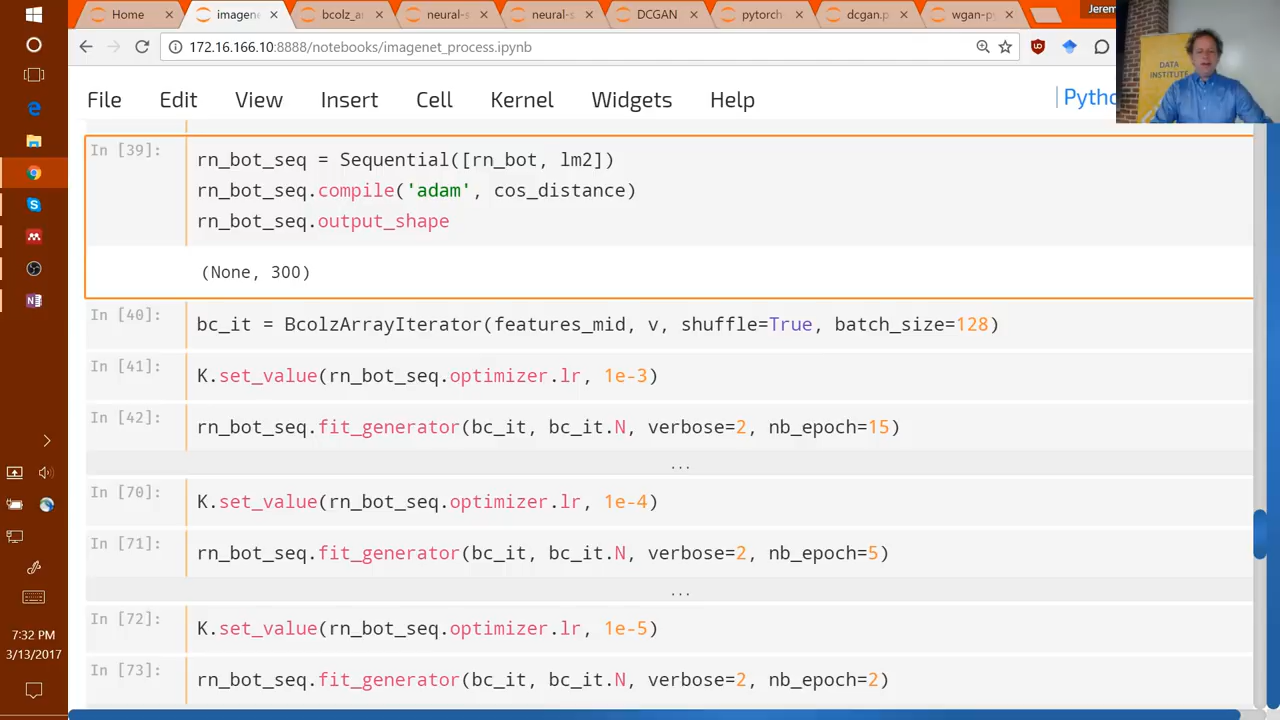 Home
imagene
bcolz_ar
neural-s
neural-s
DCGAN
pytorch
dcgan.p
wgan-py
Jerem
172.16.166.10:8888/notebooks/imagenet_process.ipynb
File Edit View Insert Cell Kernel Widgets Help
Pytho
DATA
INSTITUTE
In [39]:
rn_bot_seq = Sequential([rn_bot, lm2])
rn_bot_seq.compile('adam', cos_distance)
rn_bot_seq.output_shape
(None, 300)
In [40]:
bc_it = BcolzArrayIterator(features_mid, v, shuffle=True, batch_size=128)
In [41]:
K.set_value(rn_bot_seq.optimizer.lr, 1e-3)
In [42]:
rn_bot_seq.fit_generator(bc_it, bc_it.N, verbose=2, nb_epoch=15)
...
In [70]:
K.set_value(rn_bot_seq.optimizer.lr, 1e-4)
In [71]:
rn_bot_seq.fit_generator(bc_it, bc_it.N, verbose=2, nb_epoch=5)
...
In [72]:
K.set_value(rn_bot_seq.optimizer.lr, 1e-5)
In [73]:
rn_bot_seq.fit_generator(bc_it, bc_it.N, verbose=2, nb_epoch=2)
7:32 PM
3/13/2017